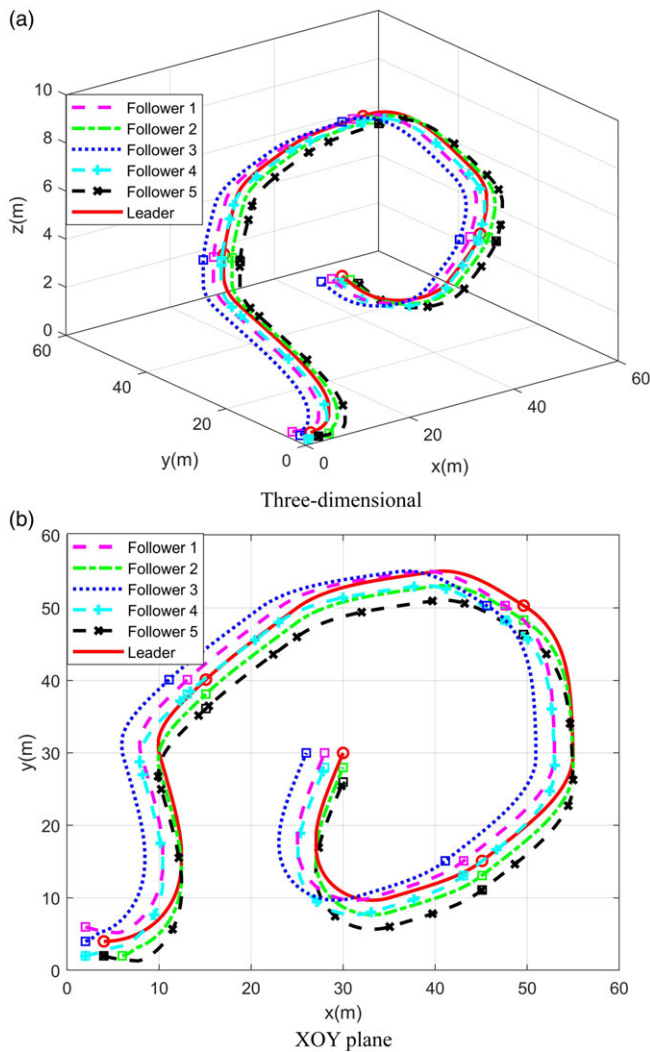 (a)
10
8
6
4
2
0
z(m)
Follower 1
Follower 2
Follower 3
Follower 4
Follower 5
Leader
60
40
20
0
y(m)
0
20
40
60
x(m)
Three-dimensional
(b)
60
50
40
30
20
10
0
y(m)
Follower 1
Follower 2
Follower 3
Follower 4
Follower 5
Leader
0
10
20
30
40
50
60
x(m)
XOY plane